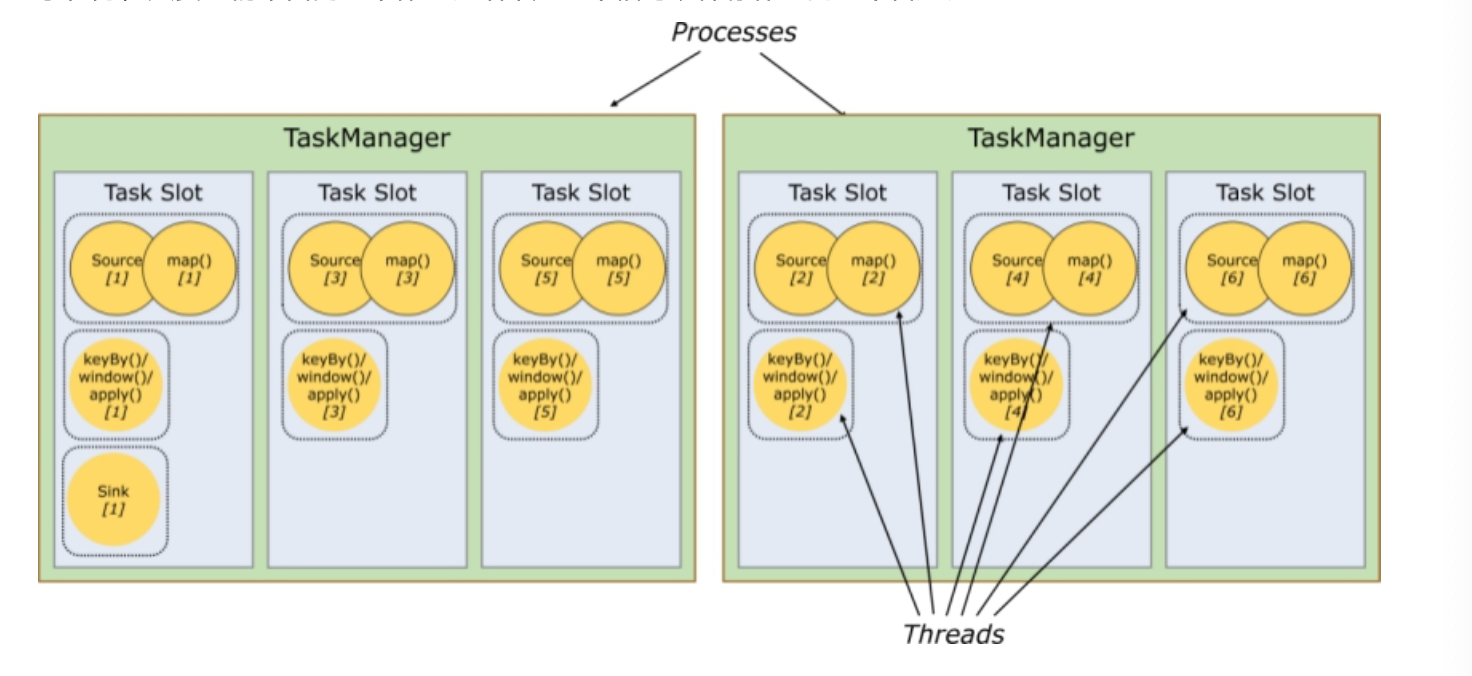 Processes
TaskManager
Task Slot
Source
[1]
map()
[1]
keyBy()/
window()/
apply()
[1]
Sink
[1]
Task Slot
Source
[3]
map()
[3]
keyBy()/
window()/
apply()
[3]
Task Slot
Source
[5]
map()
[5]
keyBy()/
window()/
apply()
[5]
TaskManager
Task Slot
Source
[2]
map()
[2]
keyBy()/
window()/
apply()
[2]
Task Slot
Source
[4]
map()
[4]
keyBy()/
window()/
apply()
[4]
Task Slot
Source
[6]
map()
[6]
keyBy()/
window()/
apply()
[6]
Threads